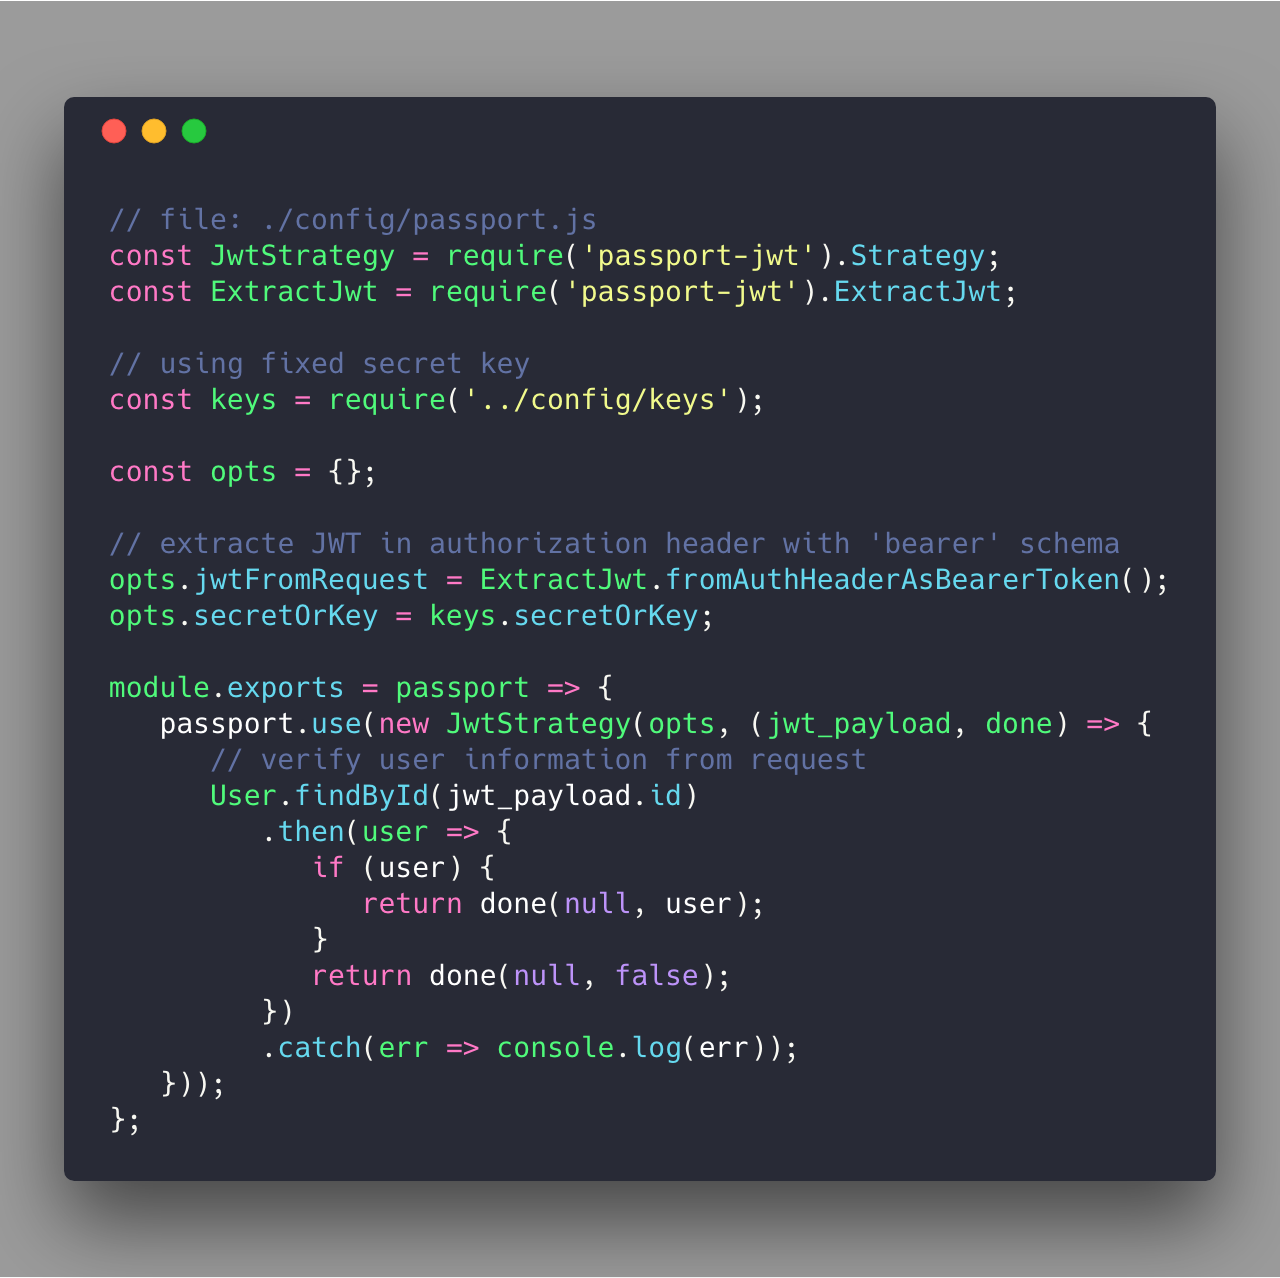 // file: ./config/passport.js
const JwtStrategy = require('passport-jwt').Strategy;
const ExtractJwt = require('passport-jwt').ExtractJwt;

// using fixed secret key
const keys = require('../config/keys');

const opts = {};

// extracte JWT in authorization header with 'bearer' schema
opts.jwtFromRequest = ExtractJwt.fromAuthHeaderAsBearerToken();
opts.secretOrKey = keys.secretOrKey;

module.exports = passport => {
   passport.use(new JwtStrategy(opts, (jwt_payload, done) => {
      // verify user information from request
      User.findById(jwt_payload.id)
         .then(user => {
            if (user) {
               return done(null, user);
            }
            return done(null, false);
         })
         .catch(err => console.log(err));
   }));
};